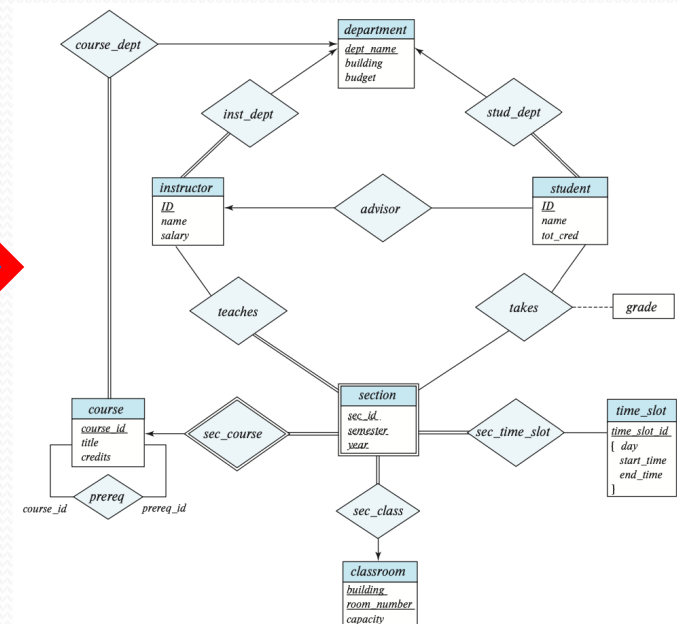 department
course_dept
dept_name
building
budget
inst_dept
stud_dept
instructor
ID
name
salary
advisor
student
ID
name
tot_cred
teaches
takes
grade
section
sec_id
semester
year
course
course_id
title
credits
sec_course
sec_time_slot
time_slot
time_slot_id
{ day
start_time
end_time
}
prereq
course_id
prereq_id
sec_class
classroom
building
room_number
capacity